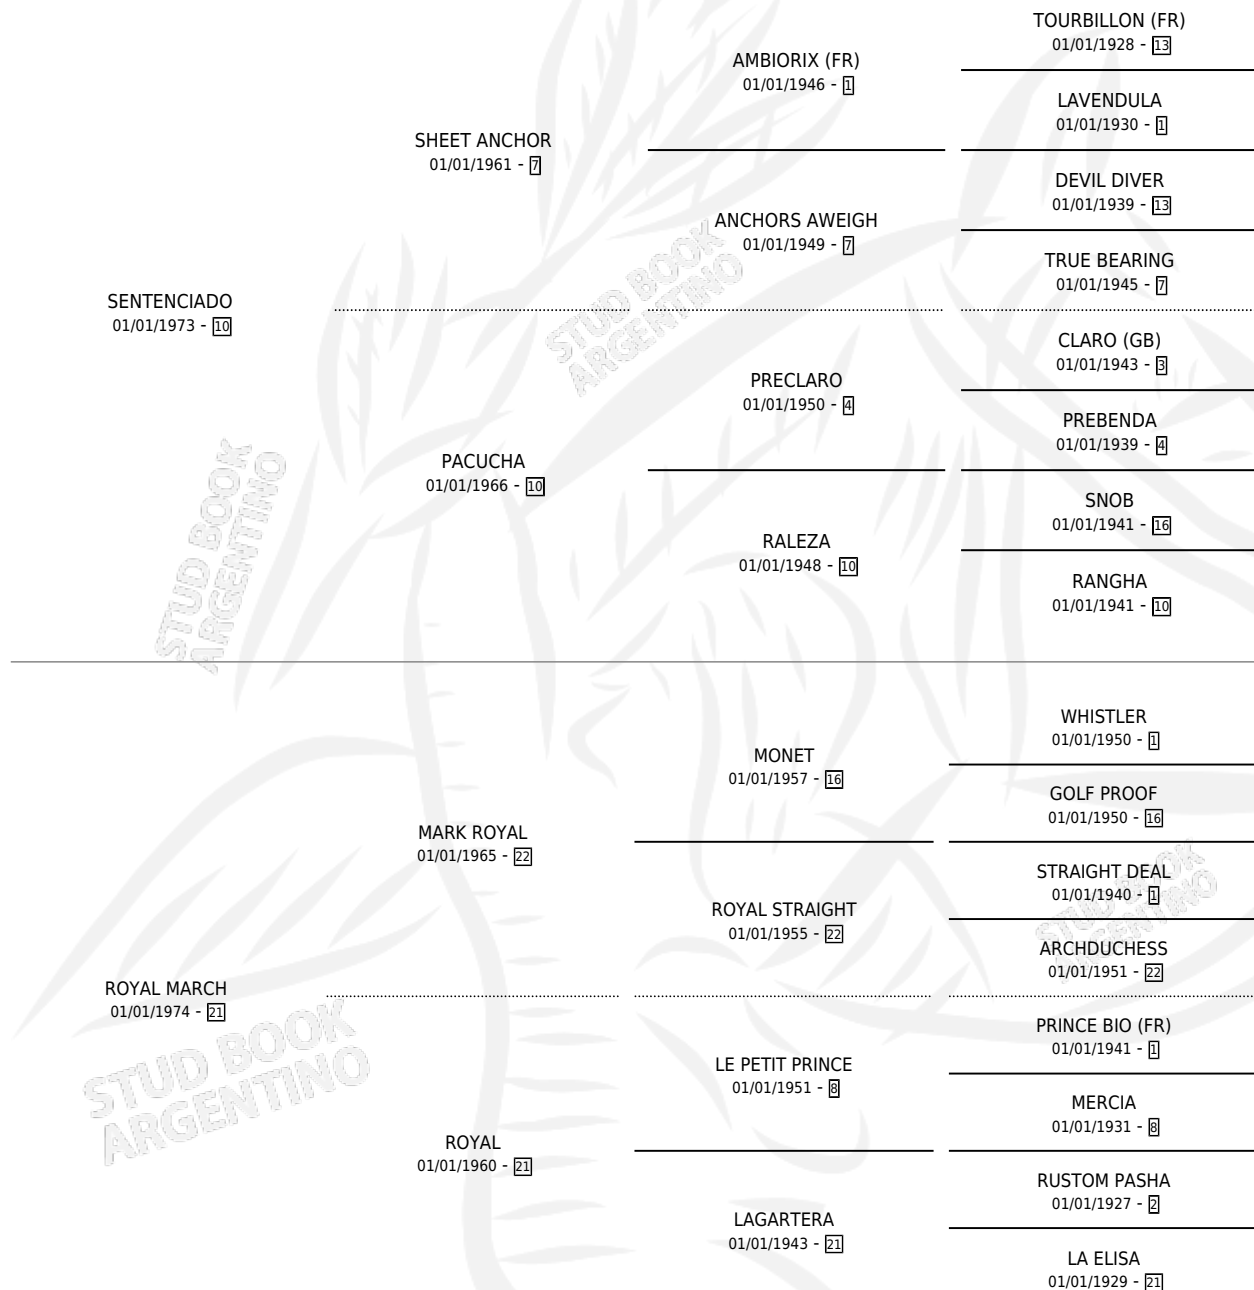 TOURBILLON (FR)
01/01/1928 - 13
AMBIORIX (FR)
01/01/1946 - 1
LAVENDULA
01/01/1930 - 1
SHEET ANCHOR
01/01/1961 - 7
DEVIL DIVER
01/01/1939 - 13
ANCHORS AWEIGH
01/01/1949 - 7
TRUE BEARING
01/01/1945 - 7
SENTENCIADO
01/01/1973 - 10
CLARO (GB)
01/01/1943 - 3
PRECLARO
01/01/1950 - 4
PREBENDA
01/01/1939 - 4
PACUCHA
01/01/1966 - 10
SNOB
01/01/1941 - 16
RALEZA
01/01/1948 - 10
RANGHA
01/01/1941 - 10
WHISTLER
01/01/1950 - 1
MONET
01/01/1957 - 16
GOLF PROOF
01/01/1950 - 16
MARK ROYAL
01/01/1965 - 22
STRAIGHT DEAL
01/01/1940 - 1
ROYAL STRAIGHT
01/01/1955 - 22
ARCHDUCHESS
01/01/1951 - 22
ROYAL MARCH
01/01/1974 - 21
PRINCE BIO (FR)
01/01/1941 - 1
LE PETIT PRINCE
01/01/1951 - 8
MERCIA
01/01/1931 - 8
ROYAL
01/01/1960 - 21
RUSTOM PASHA
01/01/1927 - 2
LAGARTERA
01/01/1943 - 21
LA ELISA
01/01/1929 - 21
STUD BOOK
ARGENTINO
STUD BOOK
ARGENTINO
STUD BOOK
ARGENTINO
STUD BOOK
ARGENTINO